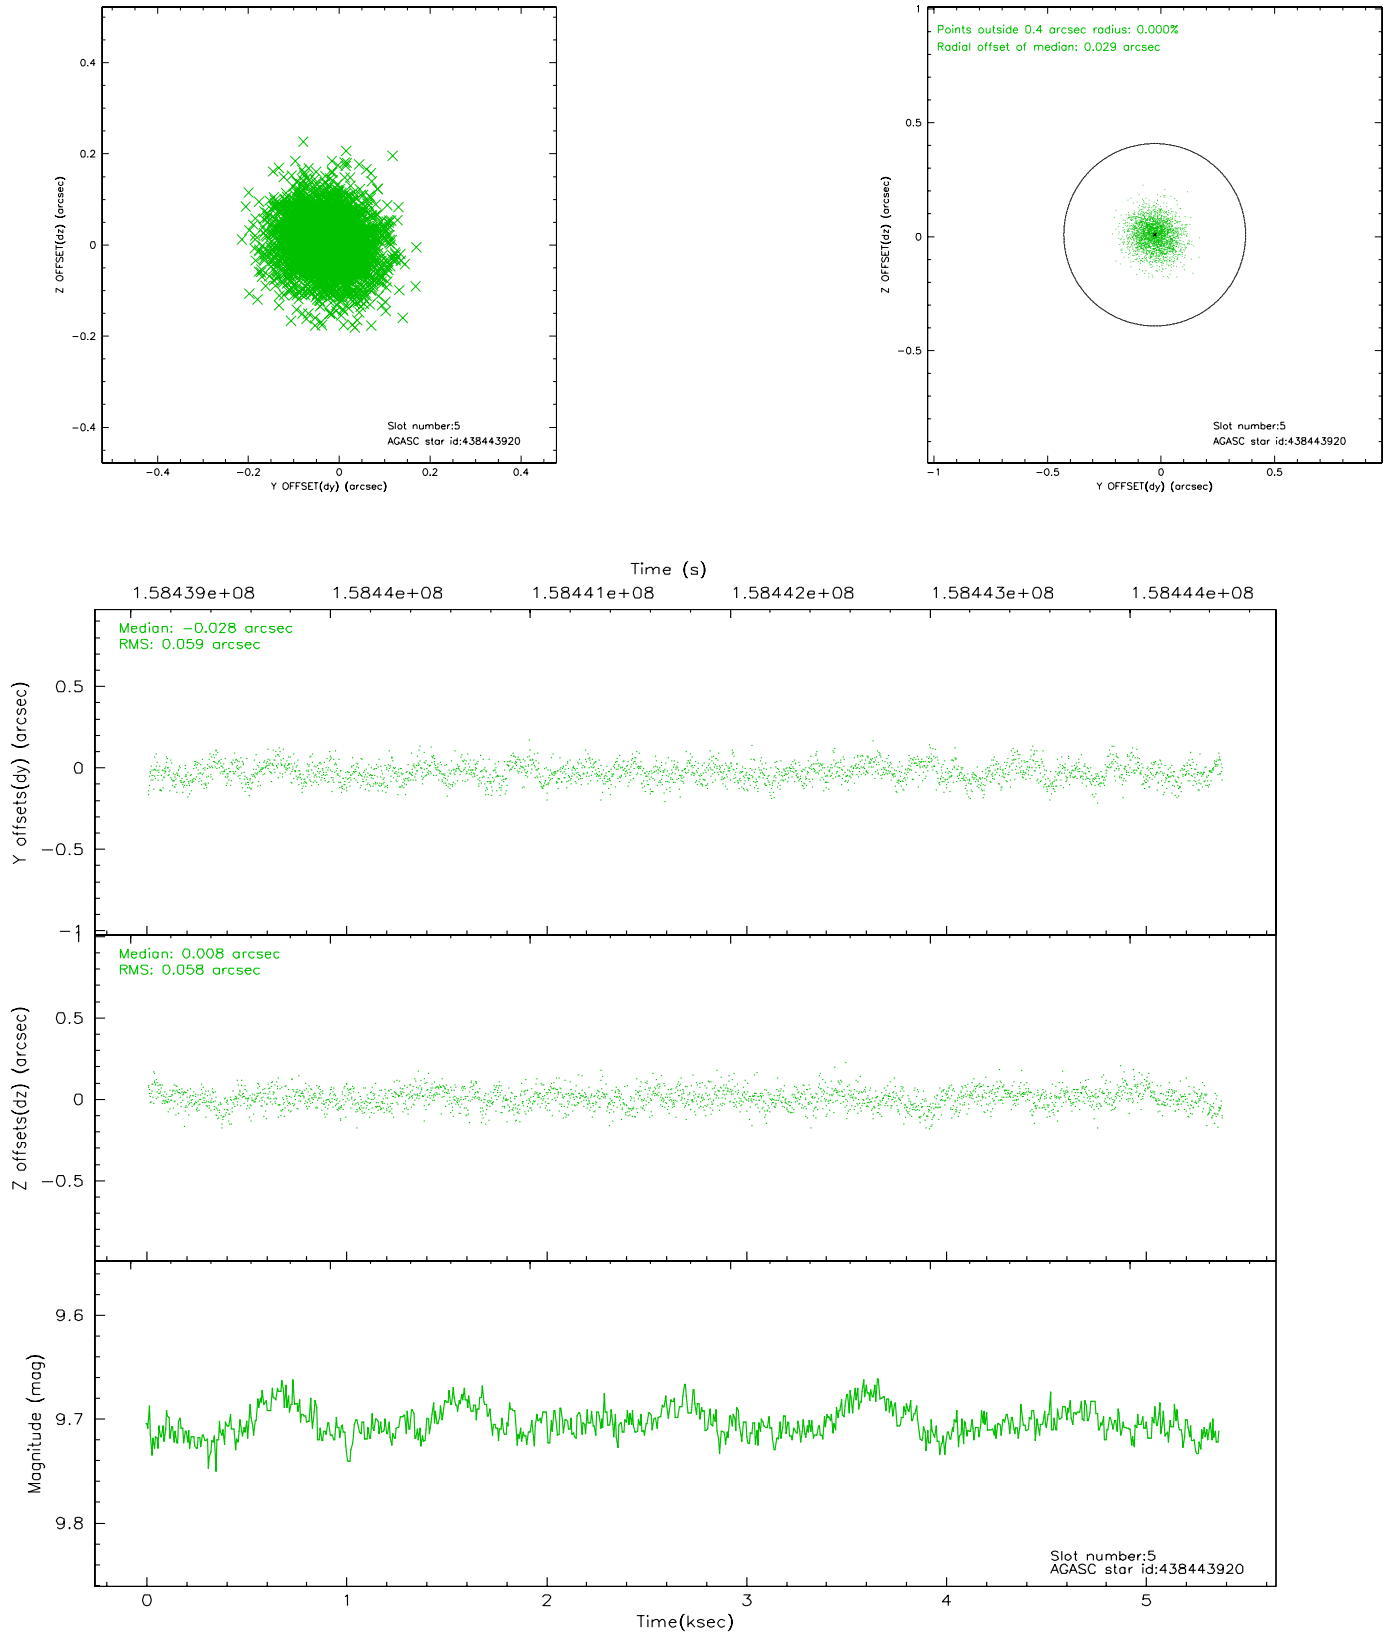 0.4
0.2
0
−0.2
−0.4
Z OFFSET(dz) (arcsec)
Slot number:5
AGASC star id:438443920
−0.4 −0.2 0 0.2 0.4
Y OFFSET(dy) (arcsec)
Points outside 0.4 arcsec radius: 0.000%
Radial offset of median: 0.029 arcsec
1
0.5
0
−0.5
Z OFFSET(dz) (arcsec)
Slot number:5
AGASC star id:438443920
−1 −0.5 0 0.5
Y OFFSET(dy) (arcsec)
Time (s)
1.58439e+08 1.5844e+08 1.58441e+08 1.58442e+08 1.58443e+08 1.58444e+08
Median: −0.028 arcsec
RMS: 0.059 arcsec
0.5
0
−0.5
−1
Y offsets(dy) (arcsec)
1
Median: 0.008 arcsec
RMS: 0.058 arcsec
0.5
0
−0.5
Z offsets(dz) (arcsec)
9.6
9.7
9.8
Magnitude (mag)
Slot number:5
AGASC star id:438443920
0 1 2 3 4 5
Time(ksec)